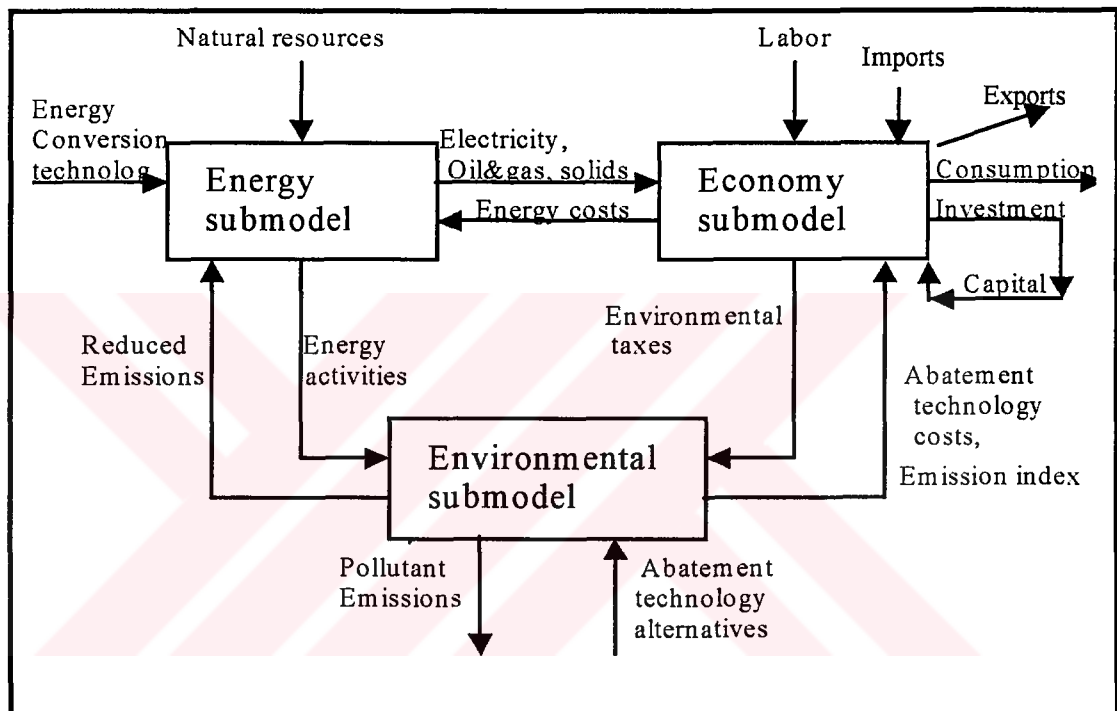 Natural resources
Labor
Imports
Exports
Energy
Conversion
technolog
Electricity,
Oil&gas, solids
Energy
submodel
Economy
submodel
Consumption
Energy costs
Investment
Capital
Reduced
Emissions
Energy
activities
Environmental
taxes
Abatement
technology
costs,
Emission index
Environmental
submodel
Pollutant
Emissions
Abatement
technology
alternatives